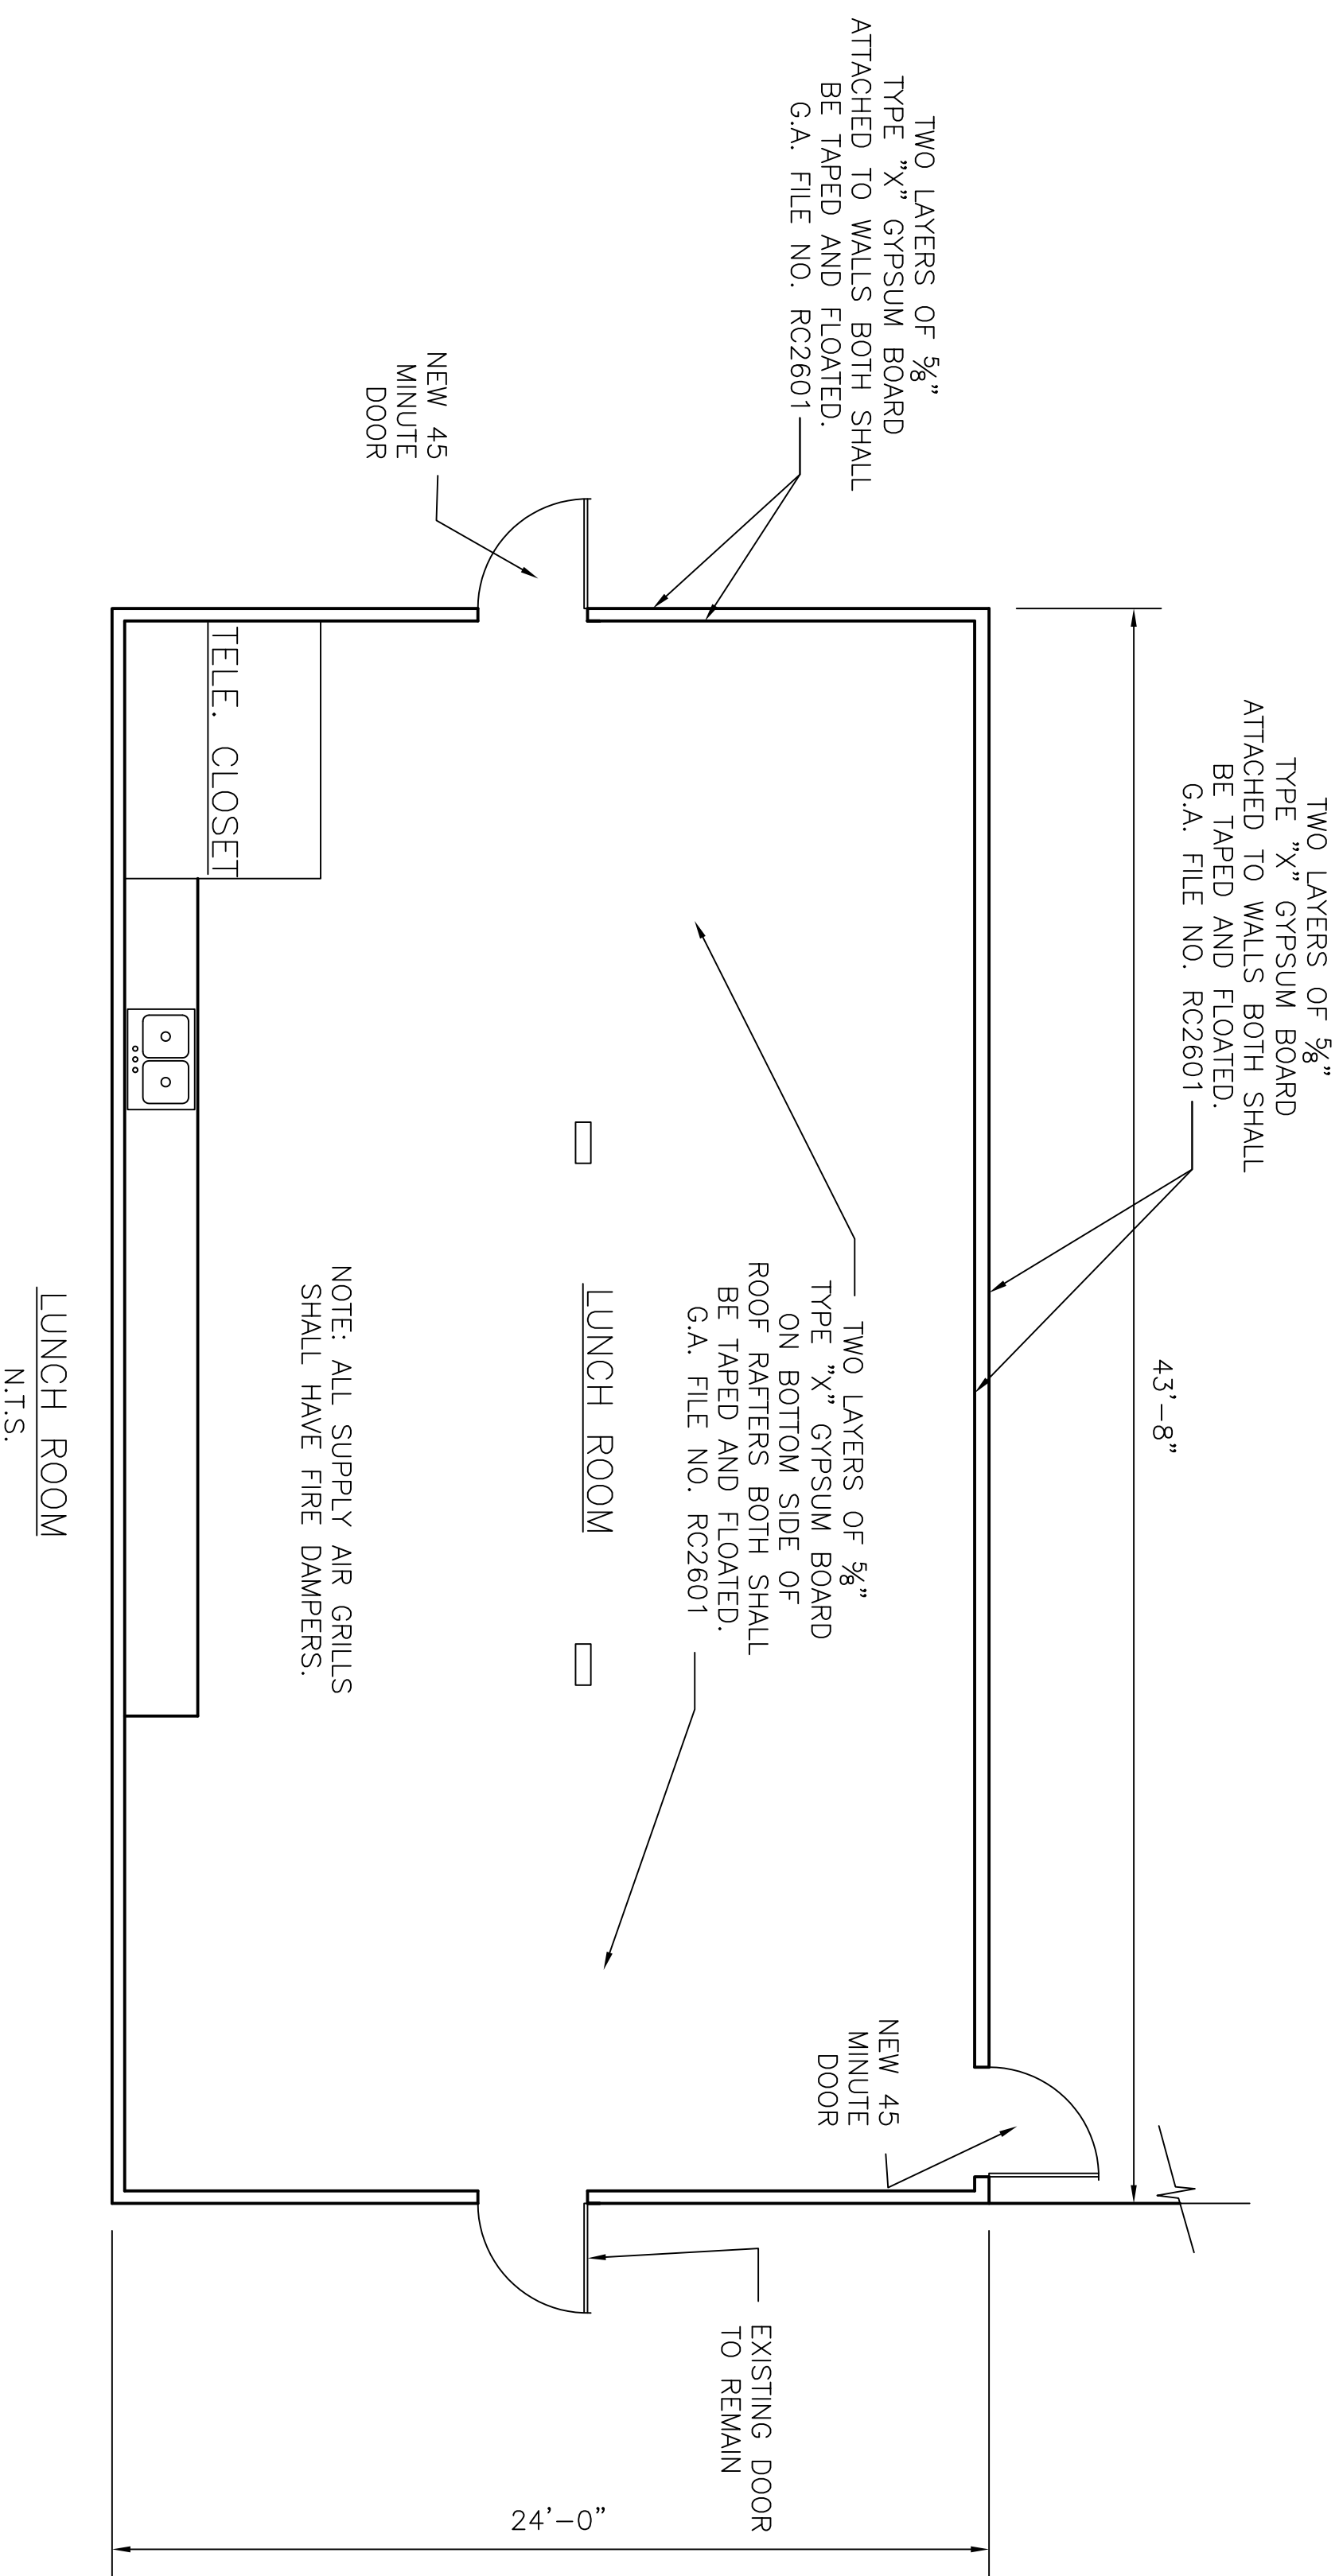 TWO LAYERS OF ⅝"
TYPE "X" GYPSUM BOARD
ATTACHED TO WALLS BOTH SHALL
BE TAPED AND FLOATED.
G.A. FILE NO. RC2601
43'-8"
TWO LAYERS OF ⅝"
TYPE "X" GYPSUM BOARD
ATTACHED TO WALLS BOTH SHALL
BE TAPED AND FLOATED.
G.A. FILE NO. RC2601
NEW 45
MINUTE
DOOR
TWO LAYERS OF ⅝"
TYPE "X" GYPSUM BOARD
ON BOTTOM SIDE OF
ROOF RAFTERS BOTH SHALL
BE TAPED AND FLOATED.
G.A. FILE NO. RC2601
NEW 45
MINUTE
DOOR
EXISTING DOOR
TO REMAIN
24'-0"
LUNCH ROOM
NOTE: ALL SUPPLY AIR GRILLS
SHALL HAVE FIRE DAMPERS.
TELE. CLOSET
LUNCH ROOM
N.T.S.